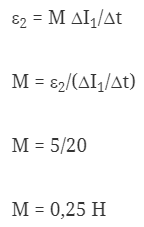 ε₂ = M ΔI₁/Δt
M = ε₂/(ΔI₁/Δt)
M = 5/20
M = 0,25 H